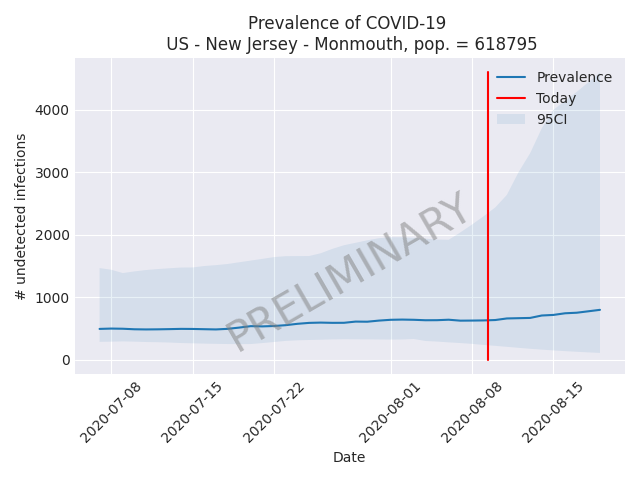 Prevalence of COVID-19
US - New Jersey - Monmouth, pop. = 618795
Prevalence
Today
95CI
4000
3000
2000
1000
0
# undetected infections
PRELIMINARY
2020-07-08
2020-07-15
2020-07-22
2020-08-01
2020-08-08
2020-08-15
Date